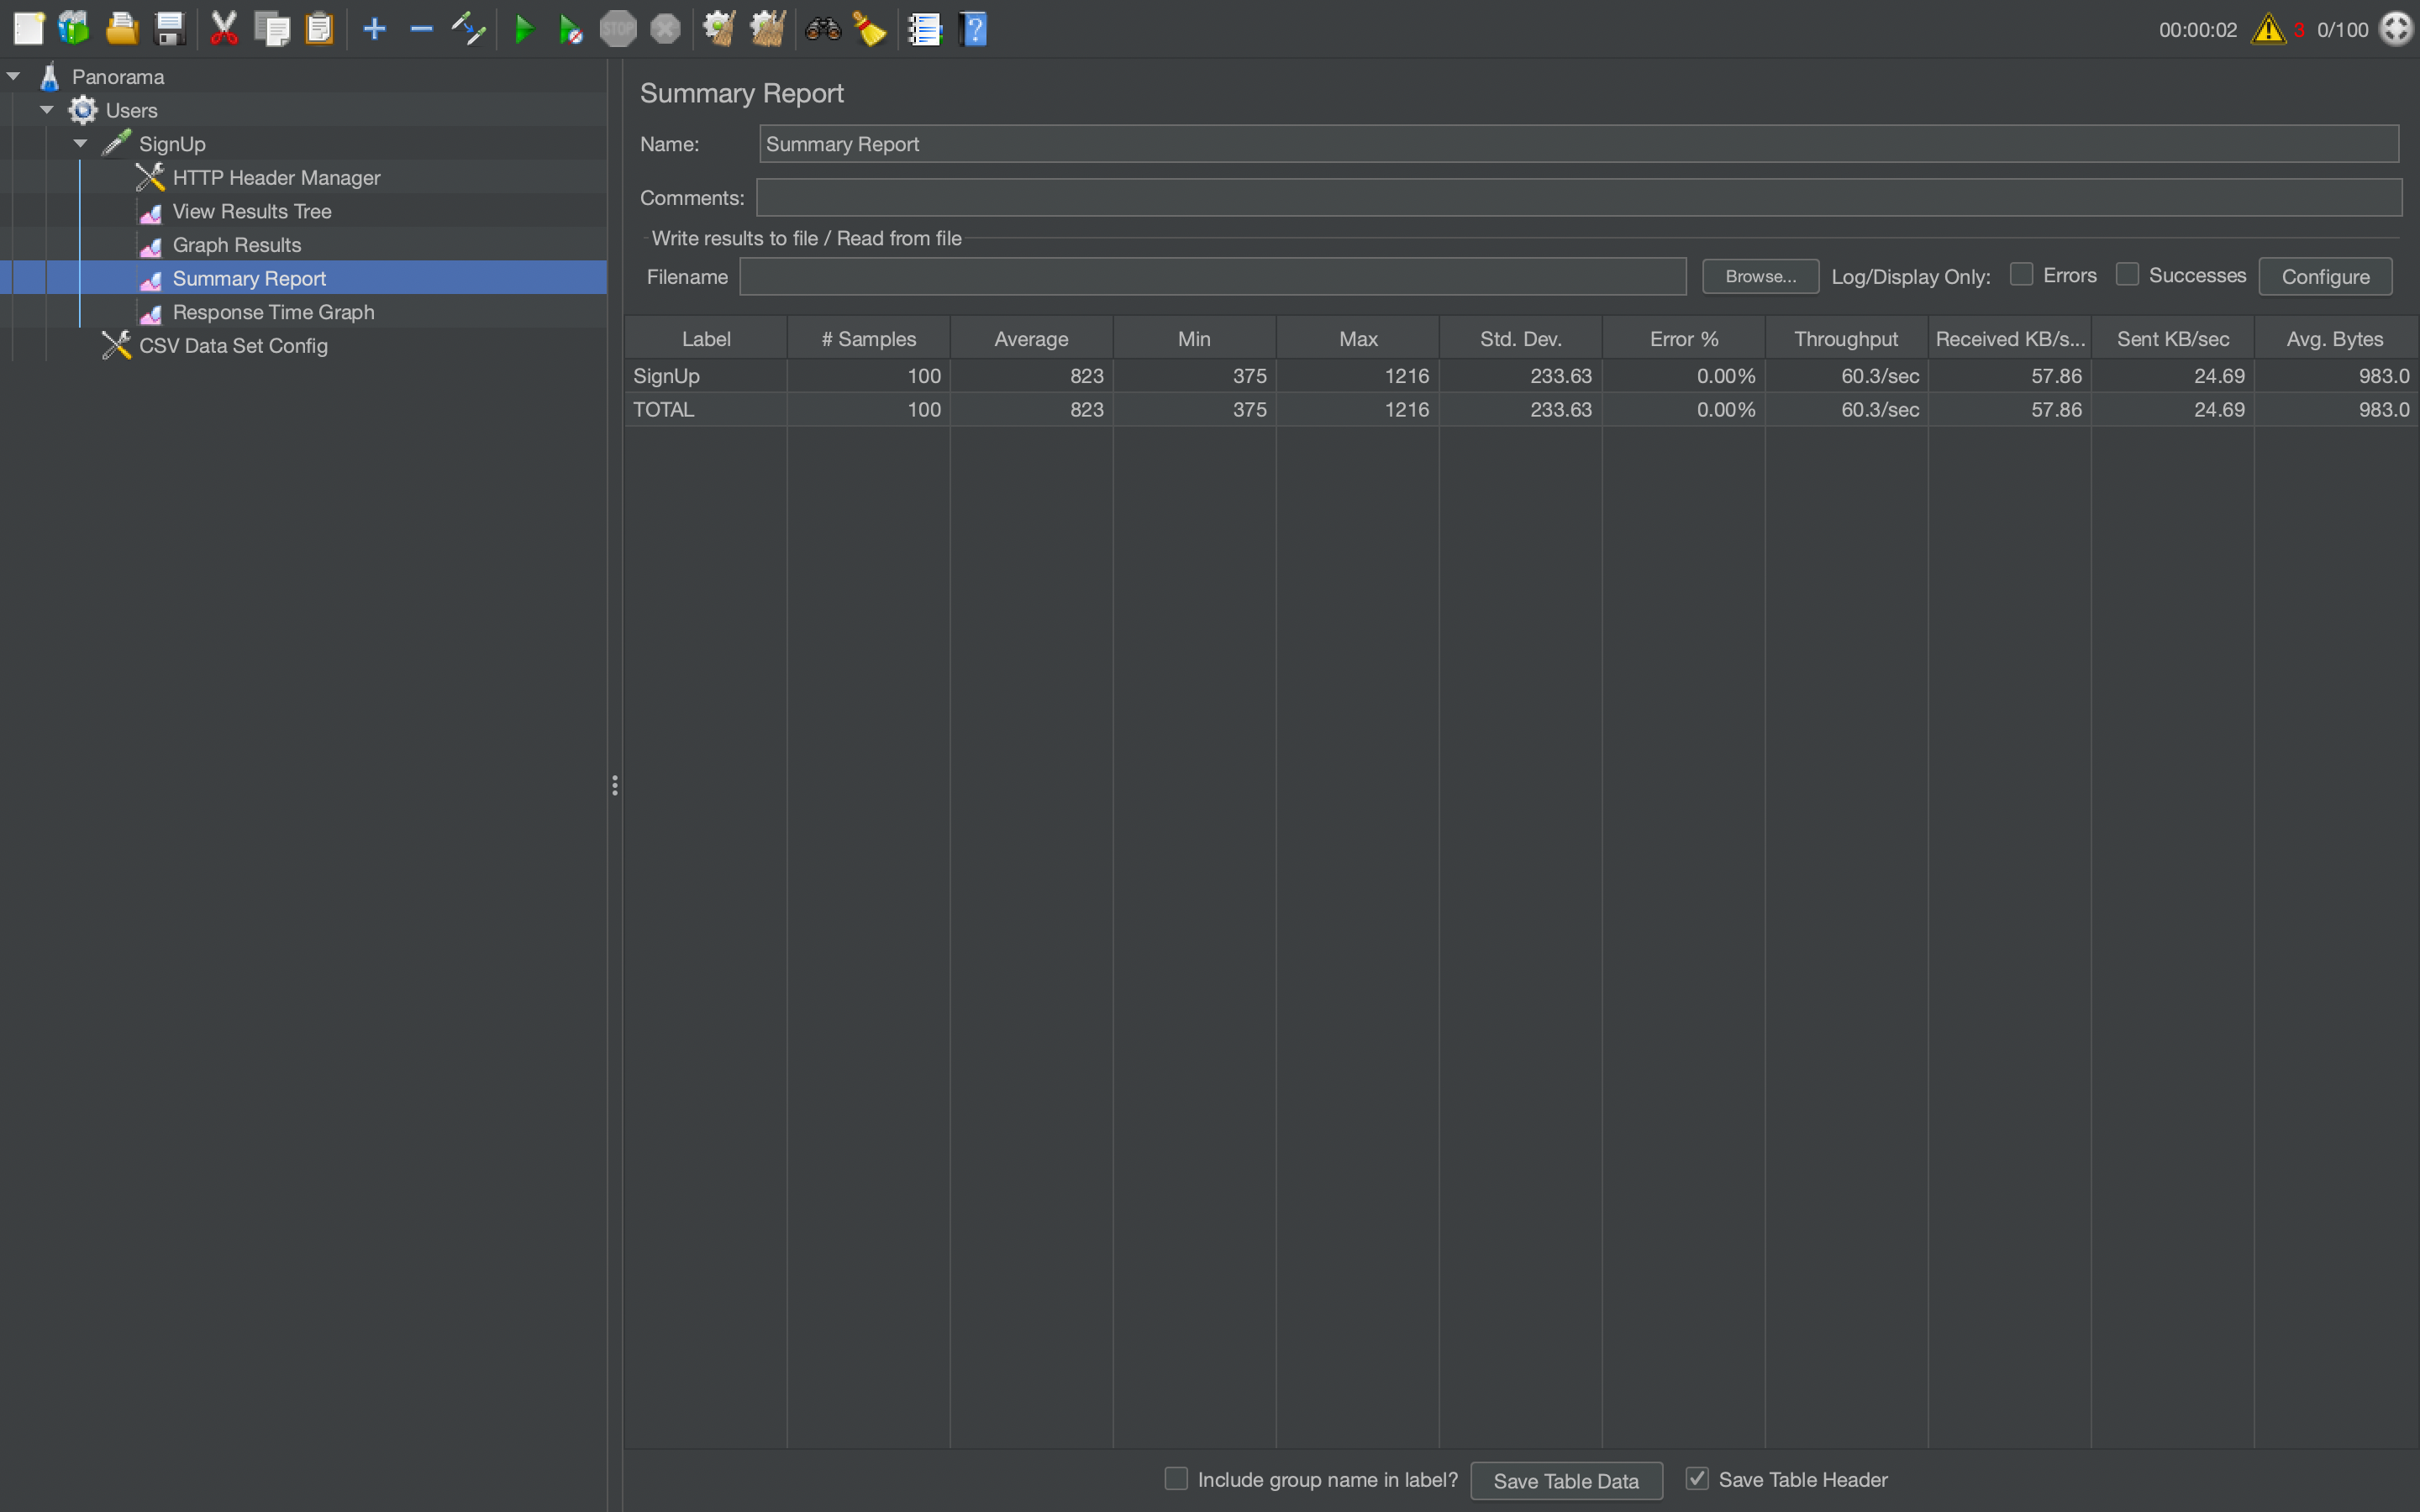 STOP
?
00:00:02 3 0/100
Panorama
Users
SignUp
HTTP Header Manager
View Results Tree
Graph Results
Summary Report
Response Time Graph
CSV Data Set Config
Summary Report
Name: Summary Report
Comments:
Write results to file / Read from file
Filename Browse... Log/Display Only: Errors Successes Configure
Label # Samples Average Min Max Std. Dev. Error % Throughput Received KB/s... Sent KB/sec Avg. Bytes
SignUp 100 823 375 1216 233.63 0.00% 60.3/sec 57.86 24.69 983.0
TOTAL 100 823 375 1216 233.63 0.00% 60.3/sec 57.86 24.69 983.0
Include group name in label? Save Table Data Save Table Header